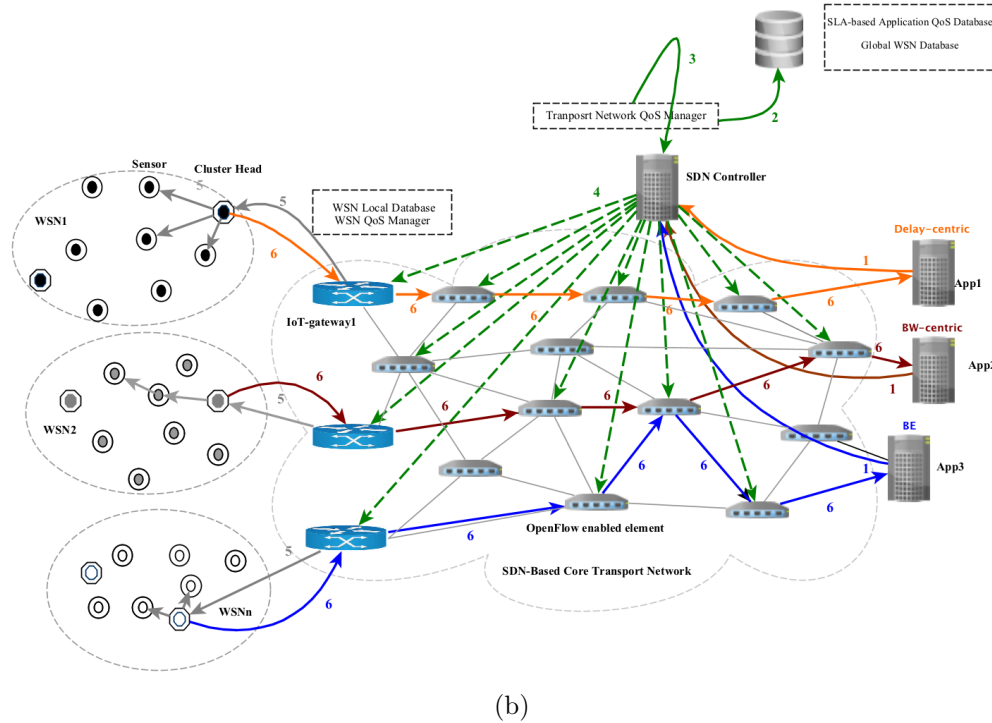 SLA-based Application QoS Database
Global WSN Database
3
2
Tranposrt Network QoS Manager
Sensor
Cluster Head
SDN Controller
5
5
4
WSN1
WSN Local Database
WSN QoS Manager
Delay-centric
6
1
App1
6
6
6
6
IoT-gateway1
BW-centric
6
App2
6
6
6
6
1
5
WSN2
BE
6
6
1
App3
6
6
OpenFlow enabled element
5
SDN-Based Core Transport Network
WSNn
6
(b)